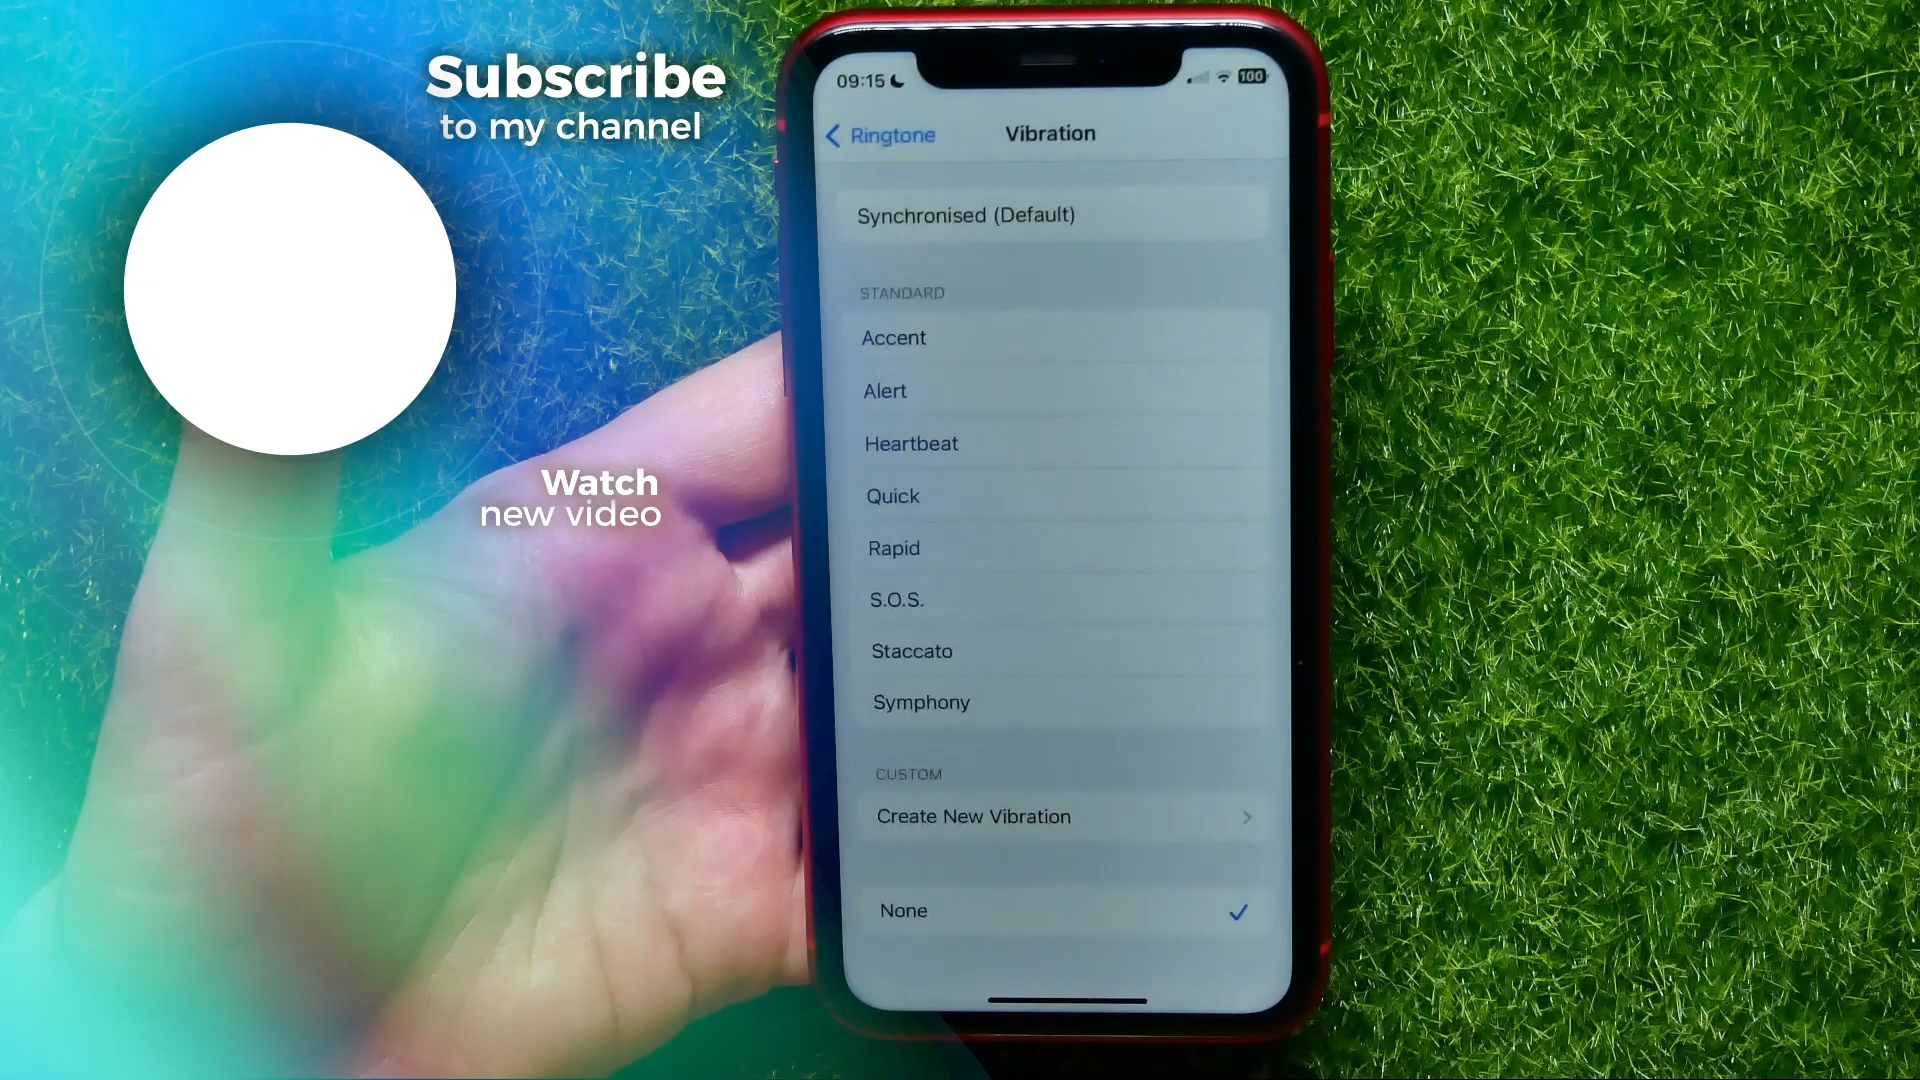 Subscribe
to my channel
Watch
new video
09:15
100
Ringtone
Vibration
Synchronised (Default)
STANDARD
Accent
Alert
Heartbeat
Quick
Rapid
S.O.S.
Staccato
Symphony
CUSTOM
Create New Vibration
None